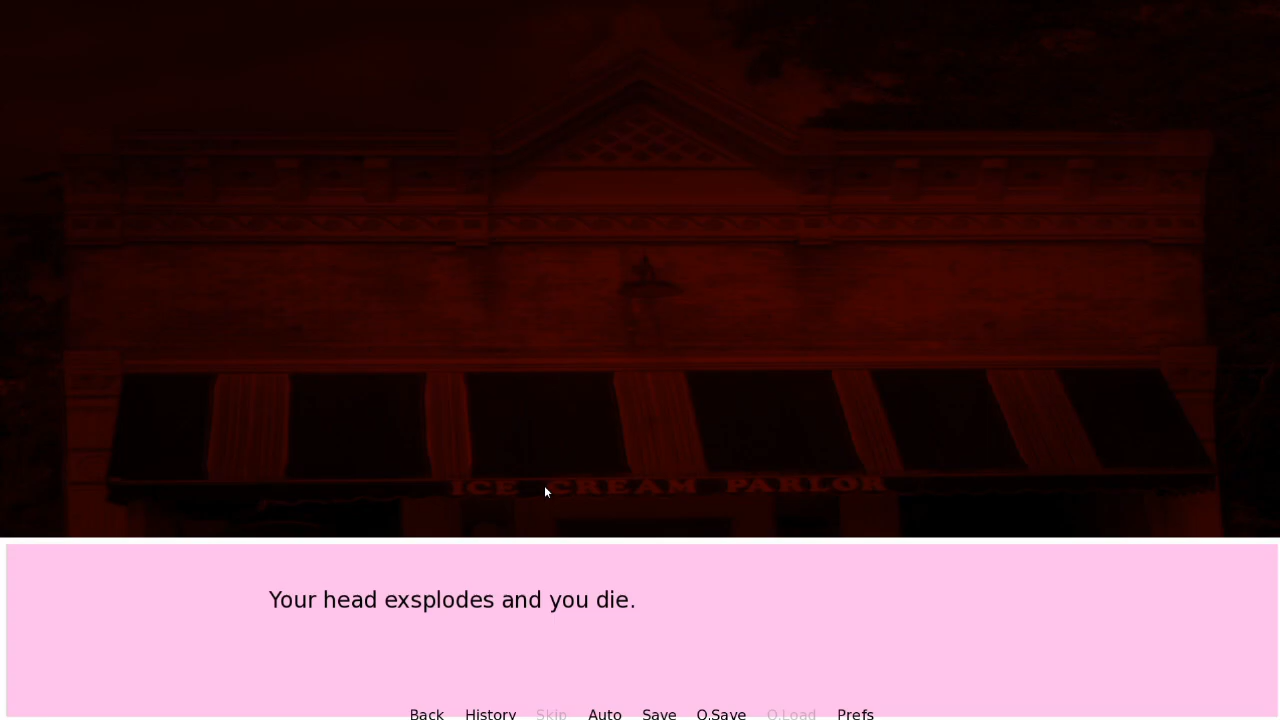 ICE CREAM PARLOR
Your head exsplodes and you die.
Back History Skip Auto Save Q.Save Q.Load Prefs